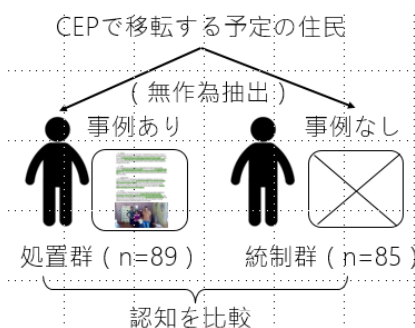 CEPで移転する予定の住民
(無作為抽出)
事例あり
事例なし
処置群(n=89)
統制群(n=85)
認知を比較